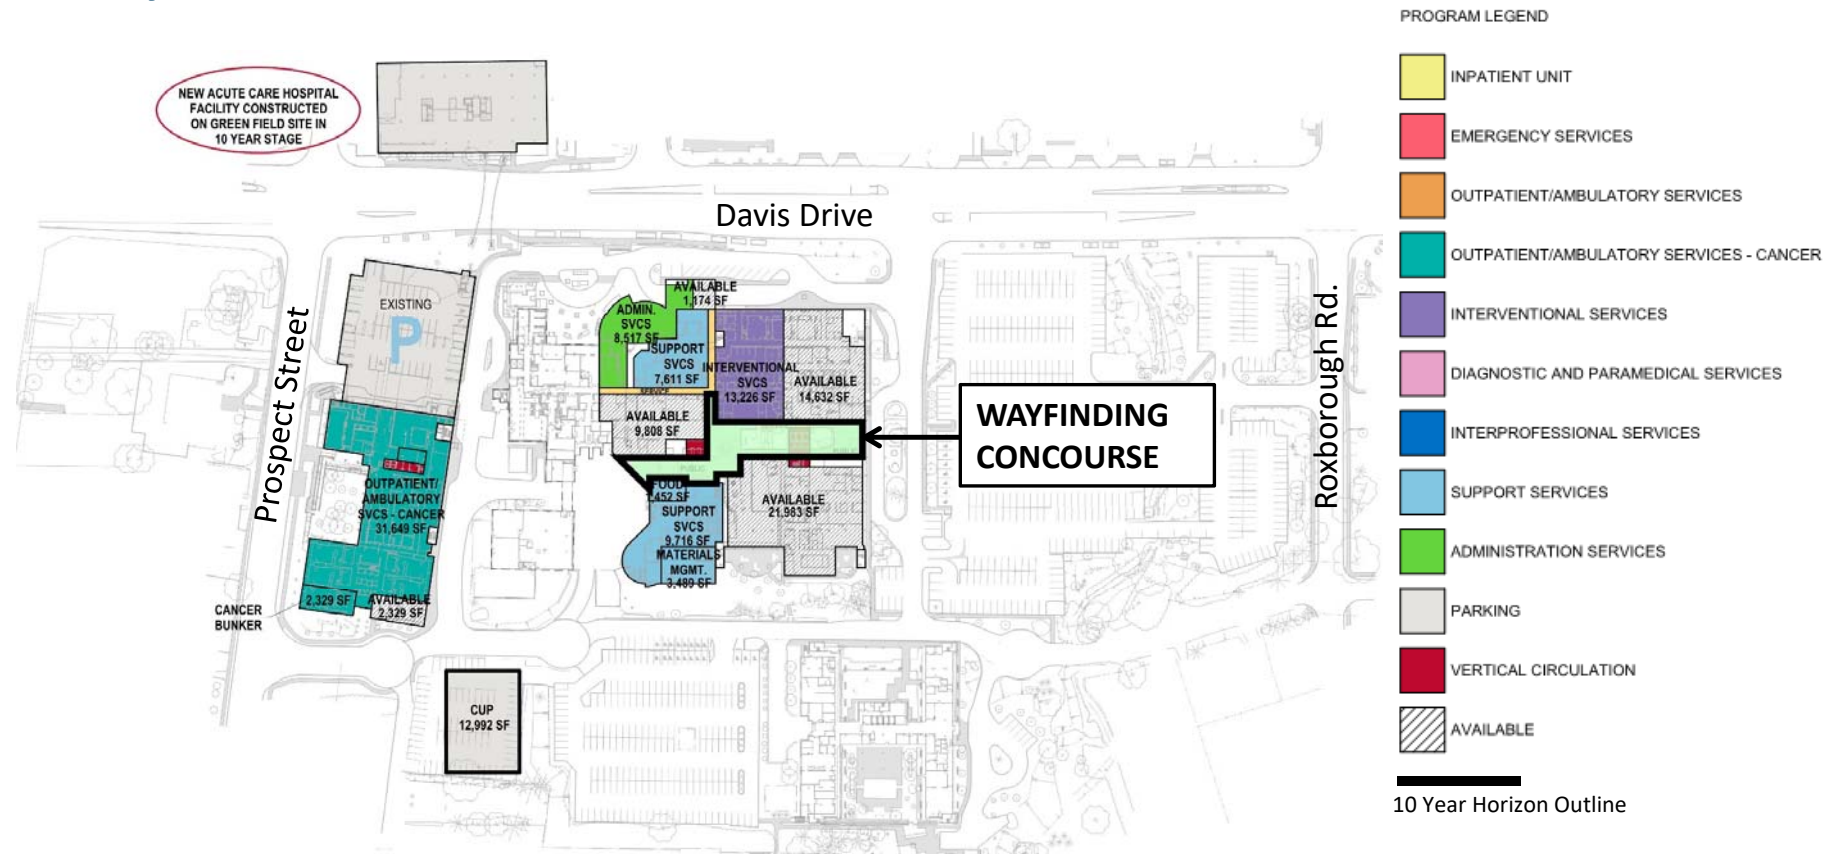 NEW ACUTE CARE HOSPITAL
FACILITY CONSTRUCTED
ON GREEN FIELD SITE IN
10 YEAR STAGE
Davis Drive
Prospect Street
Roxborough Rd.
EXISTING
P
AVAILABLE
1,174 SF
ADMIN.
SVCS
8,517 SF
SUPPORT
SVCS
7,611 SF
SERVICE
INTERVENTIONAL
SVCS
13,226 SF
AVAILABLE
14,632 SF
AVAILABLE
9,808 SF
PUBLIC
PUBLIC
WAYFINDING
CONCOURSE
FOOD
1,452 SF
SUPPORT
SVCS
9,716 SF
MATERIALS
MGMT.
3,489 SF
AVAILABLE
21,983 SF
OUTPATIENT/
AMBULATORY
SVCS - CANCER
31,649 SF
2,329 SF
AVAILABLE
2,329 SF
CANCER
BUNKER
CUP
12,992 SF
PROGRAM LEGEND
INPATIENT UNIT
EMERGENCY SERVICES
OUTPATIENT/AMBULATORY SERVICES
OUTPATIENT/AMBULATORY SERVICES - CANCER
INTERVENTIONAL SERVICES
DIAGNOSTIC AND PARAMEDICAL SERVICES
INTERPROFESSIONAL SERVICES
SUPPORT SERVICES
ADMINISTRATION SERVICES
PARKING
VERTICAL CIRCULATION
AVAILABLE
10 Year Horizon Outline